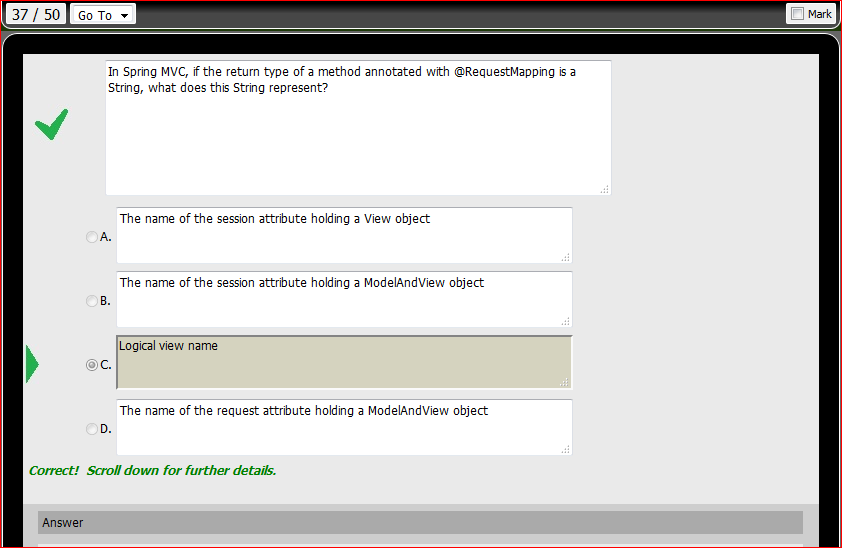 37 / 50 Go To Mark
In Spring MVC, if the return type of a method annotated with @RequestMapping is a
String, what does this String represent?
A. The name of the session attribute holding a View object
B. The name of the session attribute holding a ModelAndView object
C. Logical view name
D. The name of the request attribute holding a ModelAndView object
Correct! Scroll down for further details.
Answer